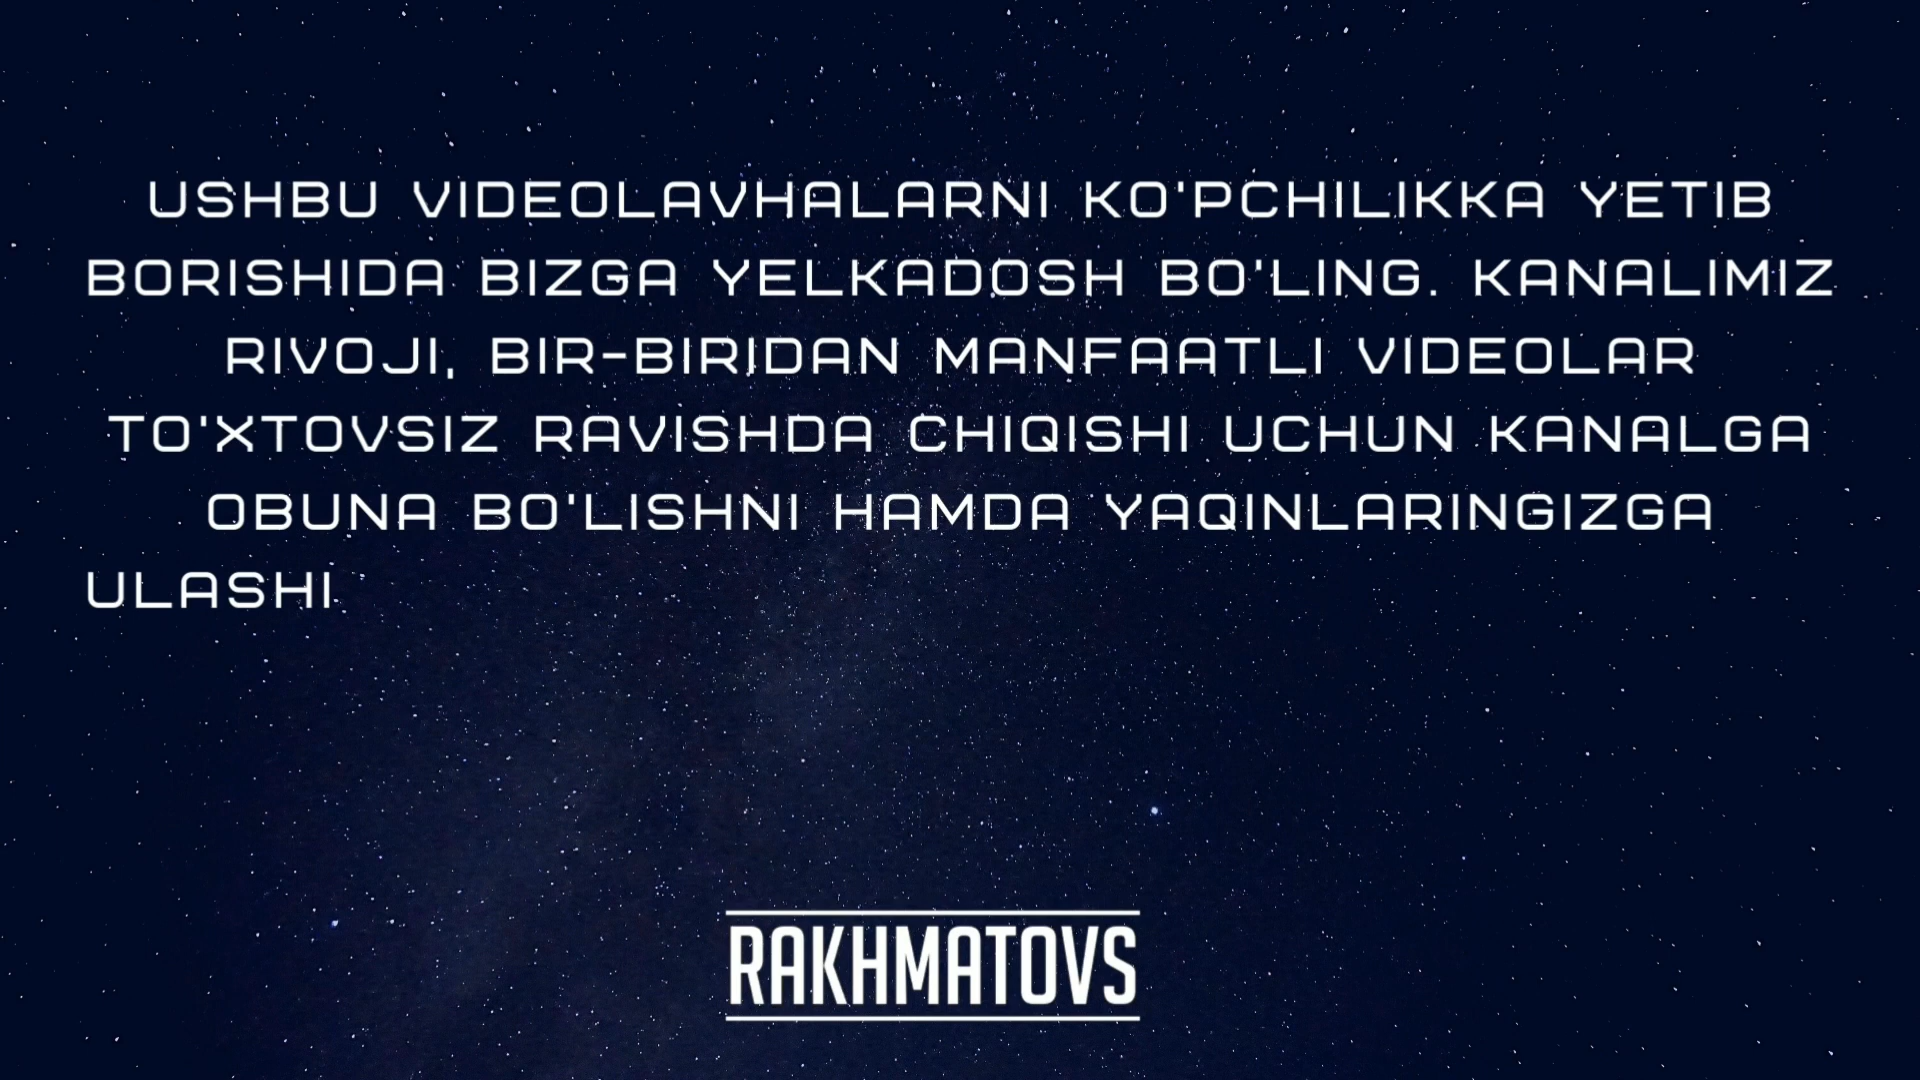 USHBU VIDEOLAVHALARNI KO'PCHILIKKA YETIB
BORISHIDA BIZGA YELKADOSH BO'LING. KANALIMIZ
RIVOJI, BIR-BIRIDAN MANFAATLI VIDEOLAR
TO'XTOVSIZ RAVISHDA CHIQISHI UCHUN KANALGA
OBUNA BO'LISHNI HAMDA YAQINLARINGIZGA
ULASHI
RAKHMATOVS